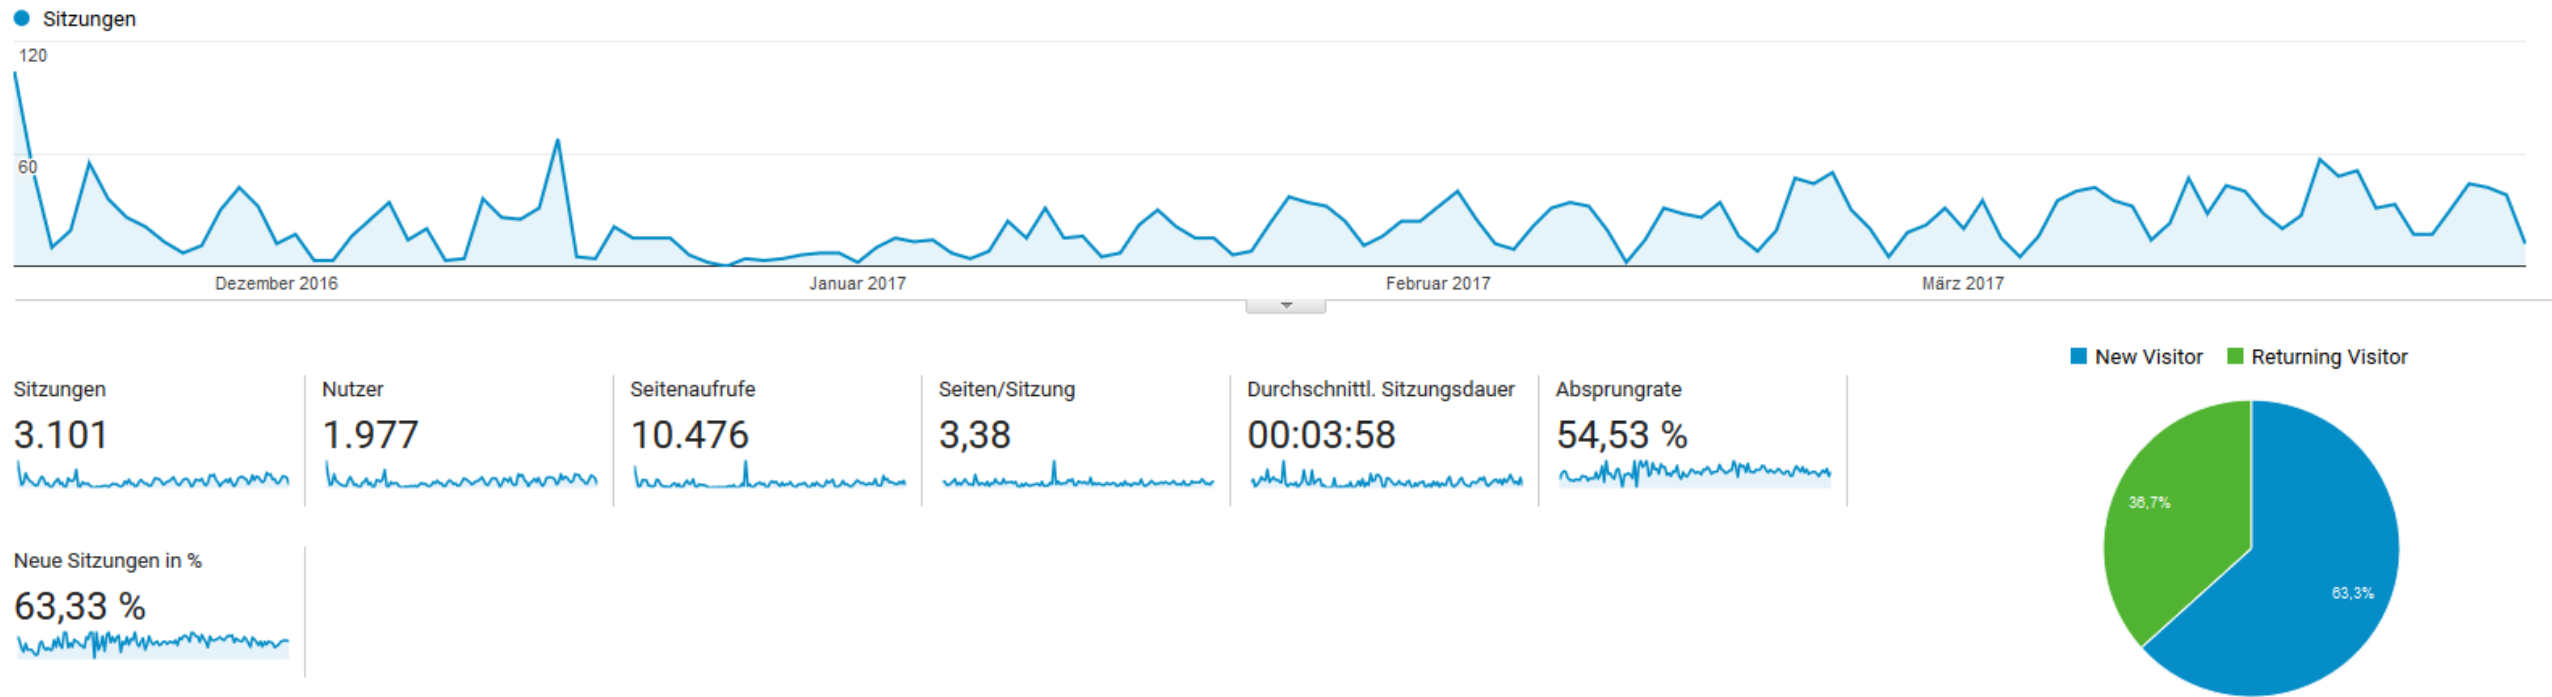 Sitzungen
120
60
Dezember 2016
Januar 2017
Februar 2017
März 2017
New Visitor
Returning Visitor
Sitzungen
3.101
Nutzer
1.977
Seitenaufrufe
10.476
Seiten/Sitzung
3,38
Durchschnittl. Sitzungsdauer
00:03:58
Absprungrate
54,53 %
Neue Sitzungen in %
63,33 %
36,7%
63,3%